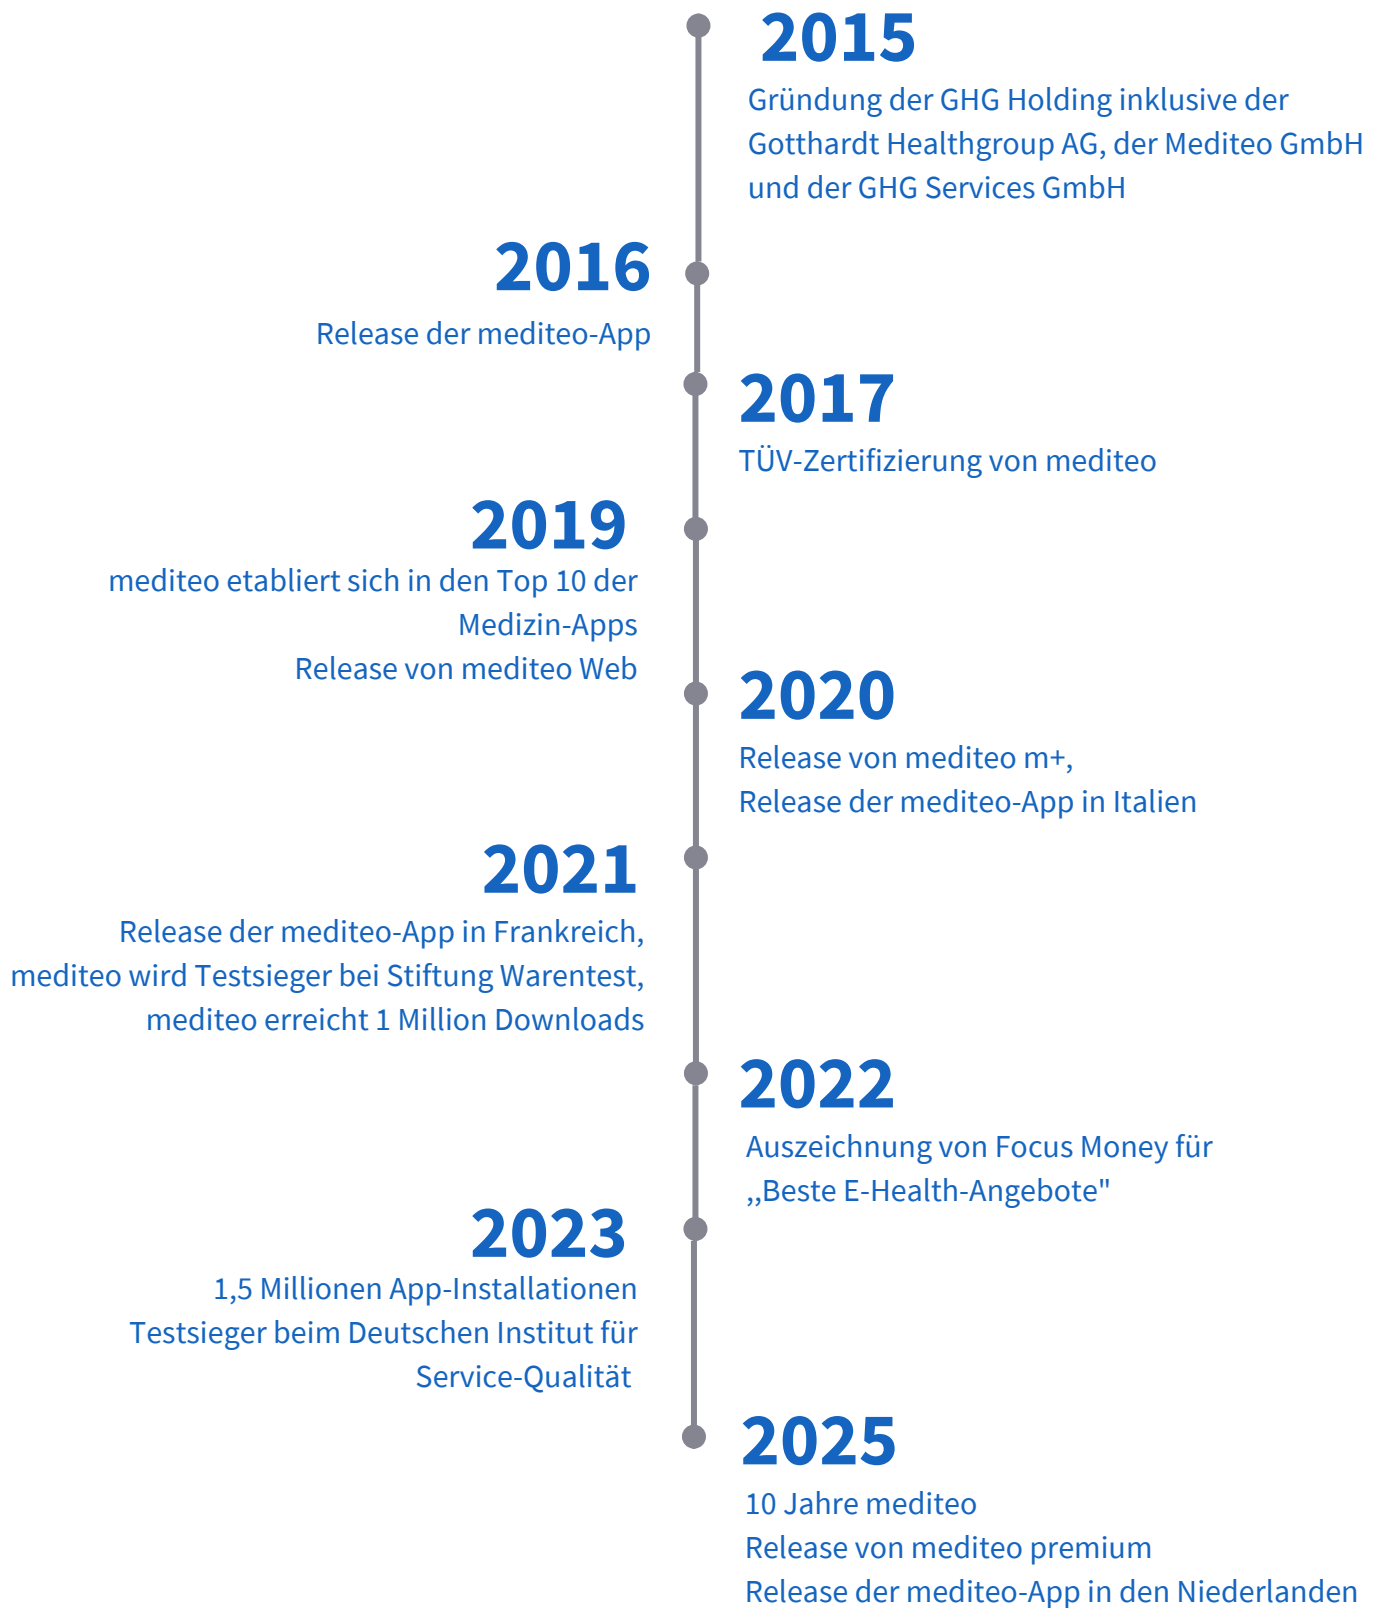 2015
Gründung der GHG Holding inklusive der
Gotthardt Healthgroup AG, der Mediteo GmbH
und der GHG Services GmbH
2016
Release der mediteo-App
2017
TÜV-Zertifizierung von mediteo
2019
mediteo etabliert sich in den Top 10 der
Medizin-Apps
Release von mediteo Web
2020
Release von mediteo m+,
Release der mediteo-App in Italien
2021
Release der mediteo-App in Frankreich,
mediteo wird Testsieger bei Stiftung Warentest,
mediteo erreicht 1 Million Downloads
2022
Auszeichnung von Focus Money für
,,Beste E-Health-Angebote"
2023
1,5 Millionen App-Installationen
Testsieger beim Deutschen Institut für
Service-Qualität
2025
10 Jahre mediteo
Release von mediteo premium
Release der mediteo-App in den Niederlanden